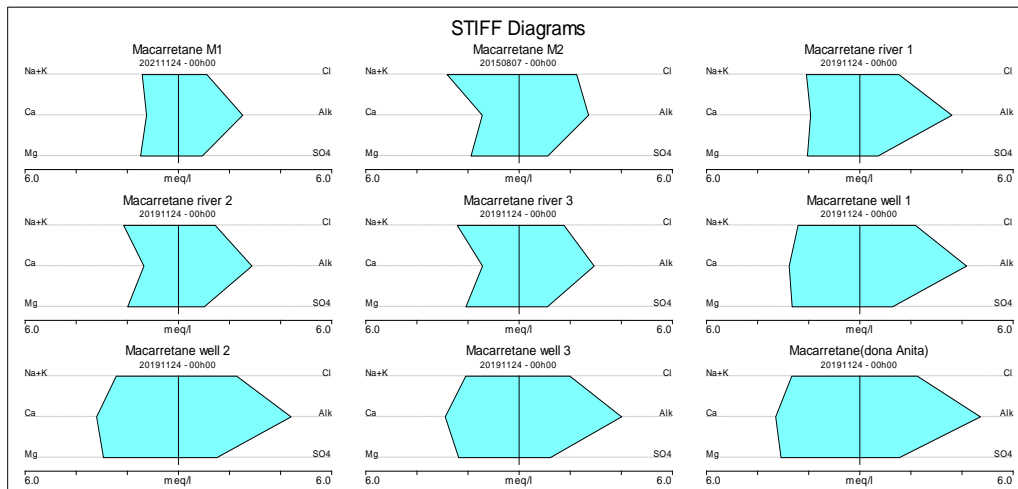 STIFF Diagrams
Macarretane M1
20211124 - 00h00
Na+K Cl
Ca Alk
Mg SO4
6.0 meq/l 6.0
Macarretane M2
20150807 - 00h00
Na+K Cl
Ca Alk
Mg SO4
6.0 meq/l 6.0
Macarretane river 1
20191124 - 00h00
Na+K Cl
Ca Alk
Mg SO4
6.0 meq/l 6.0
Macarretane river 2
20191124 - 00h00
Na+K Cl
Ca Alk
Mg SO4
6.0 meq/l 6.0
Macarretane river 3
20191124 - 00h00
Na+K Cl
Ca Alk
Mg SO4
6.0 meq/l 6.0
Macarretane well 1
20191124 - 00h00
Na+K Cl
Ca Alk
Mg SO4
6.0 meq/l 6.0
Macarretane well 2
20191124 - 00h00
Na+K Cl
Ca Alk
Mg SO4
6.0 meq/l 6.0
Macarretane well 3
20191124 - 00h00
Na+K Cl
Ca Alk
Mg SO4
6.0 meq/l 6.0
Macarretane(dona Anita)
20191124 - 00h00
Na+K Cl
Ca Alk
Mg SO4
6.0 meq/l 6.0